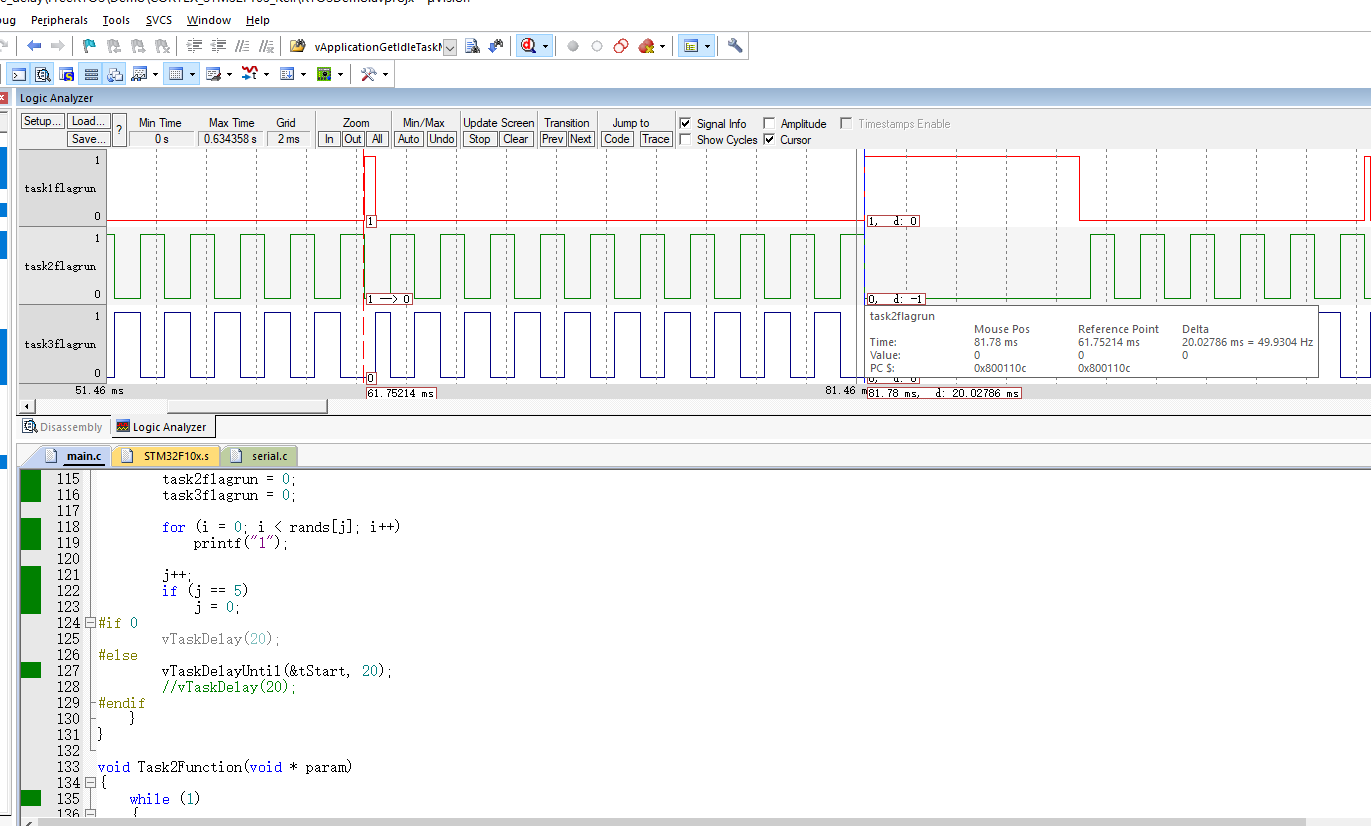 bug Peripherals Tools SVCS Window Help
vApplicationGetIdleTaskM
Logic Analyzer
Setup... Load... ? Min Time Max Time Grid Zoom Min/Max Update Screen Transition Jump to Signal Info Amplitude Timestamps Enable
Save... 0 s 0.634358 s 2 ms In Out All Auto Undo Stop Clear Prev Next Code Trace Show Cycles Cursor
1
task1flagrun
0
1
1, d: 0
1
task2flagrun
0
1 --> 0
0, d: -1
1
task3flagrun
0
0
task2flagrun
Mouse Pos Reference Point Delta
Time: 81.78 ms 61.75214 ms 20.02786 ms = 49.9304 Hz
Value: 0 0 0
PC $: 0x800110c 0x800110c
0, d: 0
51.46 ms 61.75214 ms 81.46 m 81.78 ms, d: 20.02786 ms
Disassembly Logic Analyzer
main.c STM32F10x.s serial.c
115 task2flagrun = 0;
116 task3flagrun = 0;
117
118 for (i = 0; i < rands[j]; i++)
119 printf("1");
120
121 j++;
122 if (j == 5)
123 j = 0;
124 #if 0
125 vTaskDelay(20);
126 #else
127 vTaskDelayUntil(&tStart, 20);
128 //vTaskDelay(20);
129 #endif
130 }
131 }
132
133 void Task2Function(void * param)
134 {
135 while (1)
136 {